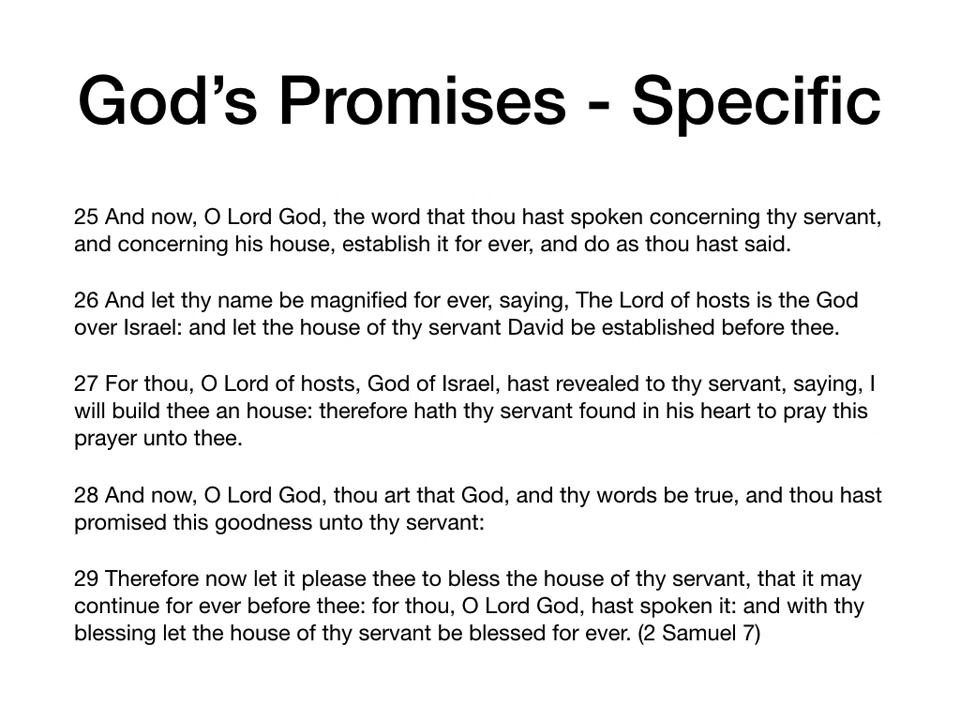 God’s Promises - Specific
25 And now, O Lord God, the word that thou hast spoken concerning thy servant,
and concerning his house, establish it for ever, and do as thou hast said.
26 And let thy name be magnified for ever, saying, The Lord of hosts is the God
over Israel: and let the house of thy servant David be established before thee.
27 For thou, O Lord of hosts, God of Israel, hast revealed to thy servant, saying, I
will build thee an house: therefore hath thy servant found in his heart to pray this
prayer unto thee.
28 And now, O Lord God, thou art that God, and thy words be true, and thou hast
promised this goodness unto thy servant:
29 Therefore now let it please thee to bless the house of thy servant, that it may
continue for ever before thee: for thou, O Lord God, hast spoken it: and with thy
blessing let the house of thy servant be blessed for ever. (2 Samuel 7)